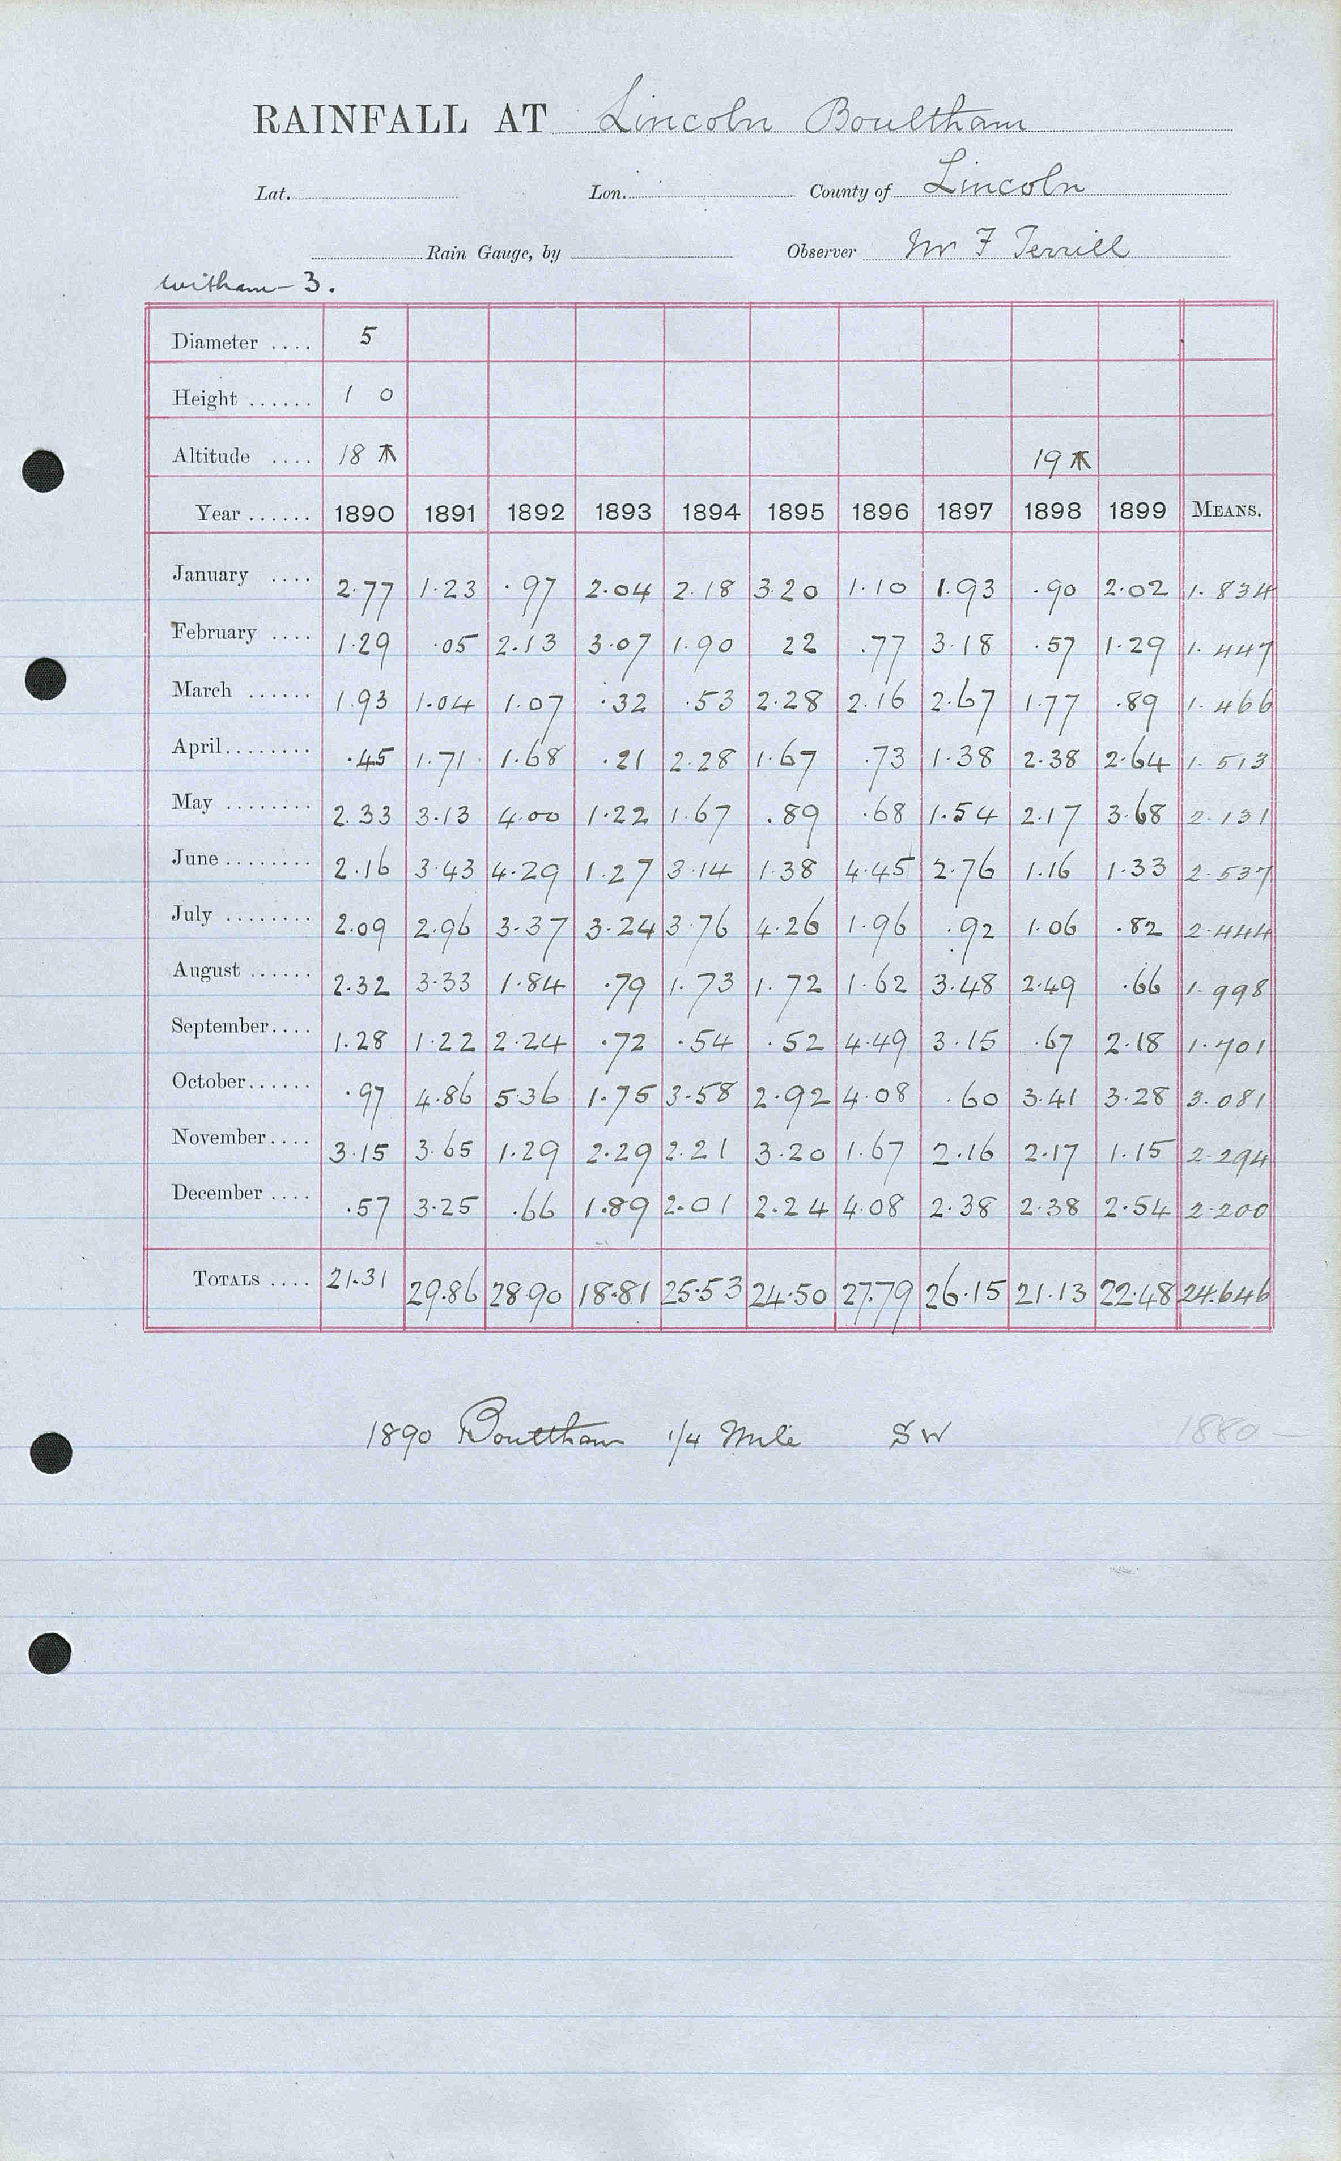 RAINFALL AT Lincoln Boultham
Lat. Lon. County of Lincoln
Rain Gauge, by Observer Mr F Terrill
Witham - 3.
Diameter .... 5
Height ...... 1 0
Altitude .... 18 19
Year ...... 1890 1891 1892 1893 1894 1895 1896 1897 1898 1899 MEANS.
January .... 2.77 1.23 .97 2.04 2.18 3.20 1.10 1.93 .90 2.02 1.834
February .... 1.29 .05 2.13 3.07 1.90 22 .77 3.18 .57 1.29 1.447
March ...... 1.93 1.04 1.07 .32 .53 2.28 2.16 2.67 1.77 .89 1.466
April........ .45 1.71 1.68 .21 2.28 1.67 .73 1.38 2.38 2.64 1.513
May ........ 2.33 3.13 4.00 1.22 1.67 .89 .68 1.54 2.17 3.68 2.131
June........ 2.16 3.43 4.29 1.27 3.14 1.38 4.45 2.76 1.16 1.33 2.537
July ........ 2.09 2.96 3.37 3.24 3.76 4.26 1.96 .92 1.06 .82 2.444
August ...... 2.32 3.33 1.84 .79 1.73 1.72 1.62 3.48 2.49 .66 1.998
September.... 1.28 1.22 2.24 .72 .54 .52 4.49 3.15 .67 2.18 1.701
October...... .97 4.86 5.36 1.75 3.58 2.92 4.08 .60 3.41 3.28 3.081
November.... 3.15 3.65 1.29 2.29 2.21 3.20 1.67 2.16 2.17 1.15 2.294
December .... .57 3.25 .66 1.89 2.01 2.24 4.08 2.38 2.38 2.54 2.200
TOTALS .... 21.31 29.86 28.90 18.81 25.53 24.50 27.79 26.15 21.13 22.48 24.646
1890 Boultham 1/4 Mile SW 1880